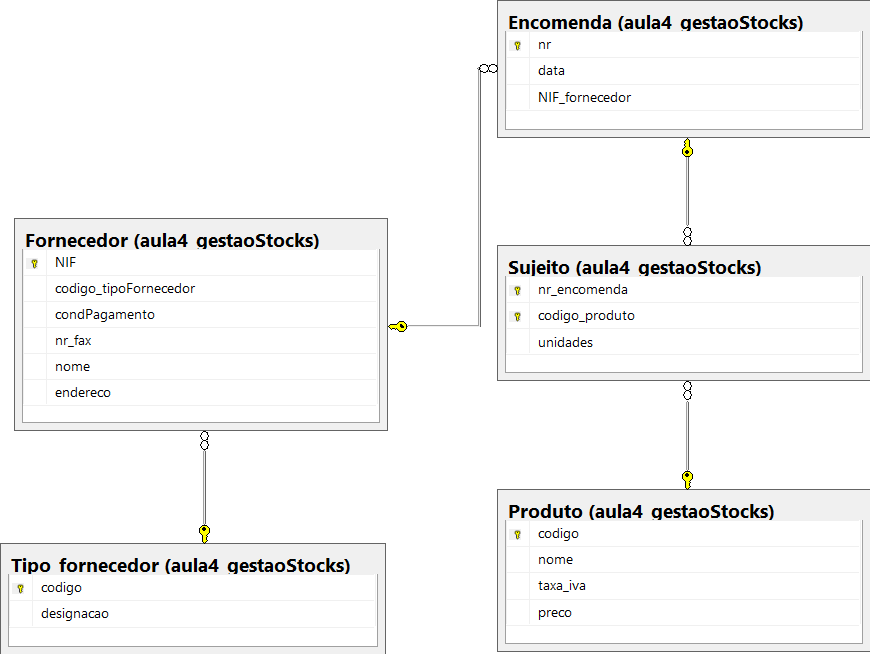 Encomenda (aula4_gestaoStocks)
nr
data
NIF_fornecedor
Fornecedor (aula4_gestaoStocks)
NIF
codigo_tipoFornecedor
condPagamento
nr_fax
nome
endereco
Sujeito (aula4_gestaoStocks)
nr_encomenda
codigo_produto
unidades
Tipo_fornecedor (aula4_gestaoStocks)
codigo
designacao
Produto (aula4_gestaoStocks)
codigo
nome
taxa_iva
preco